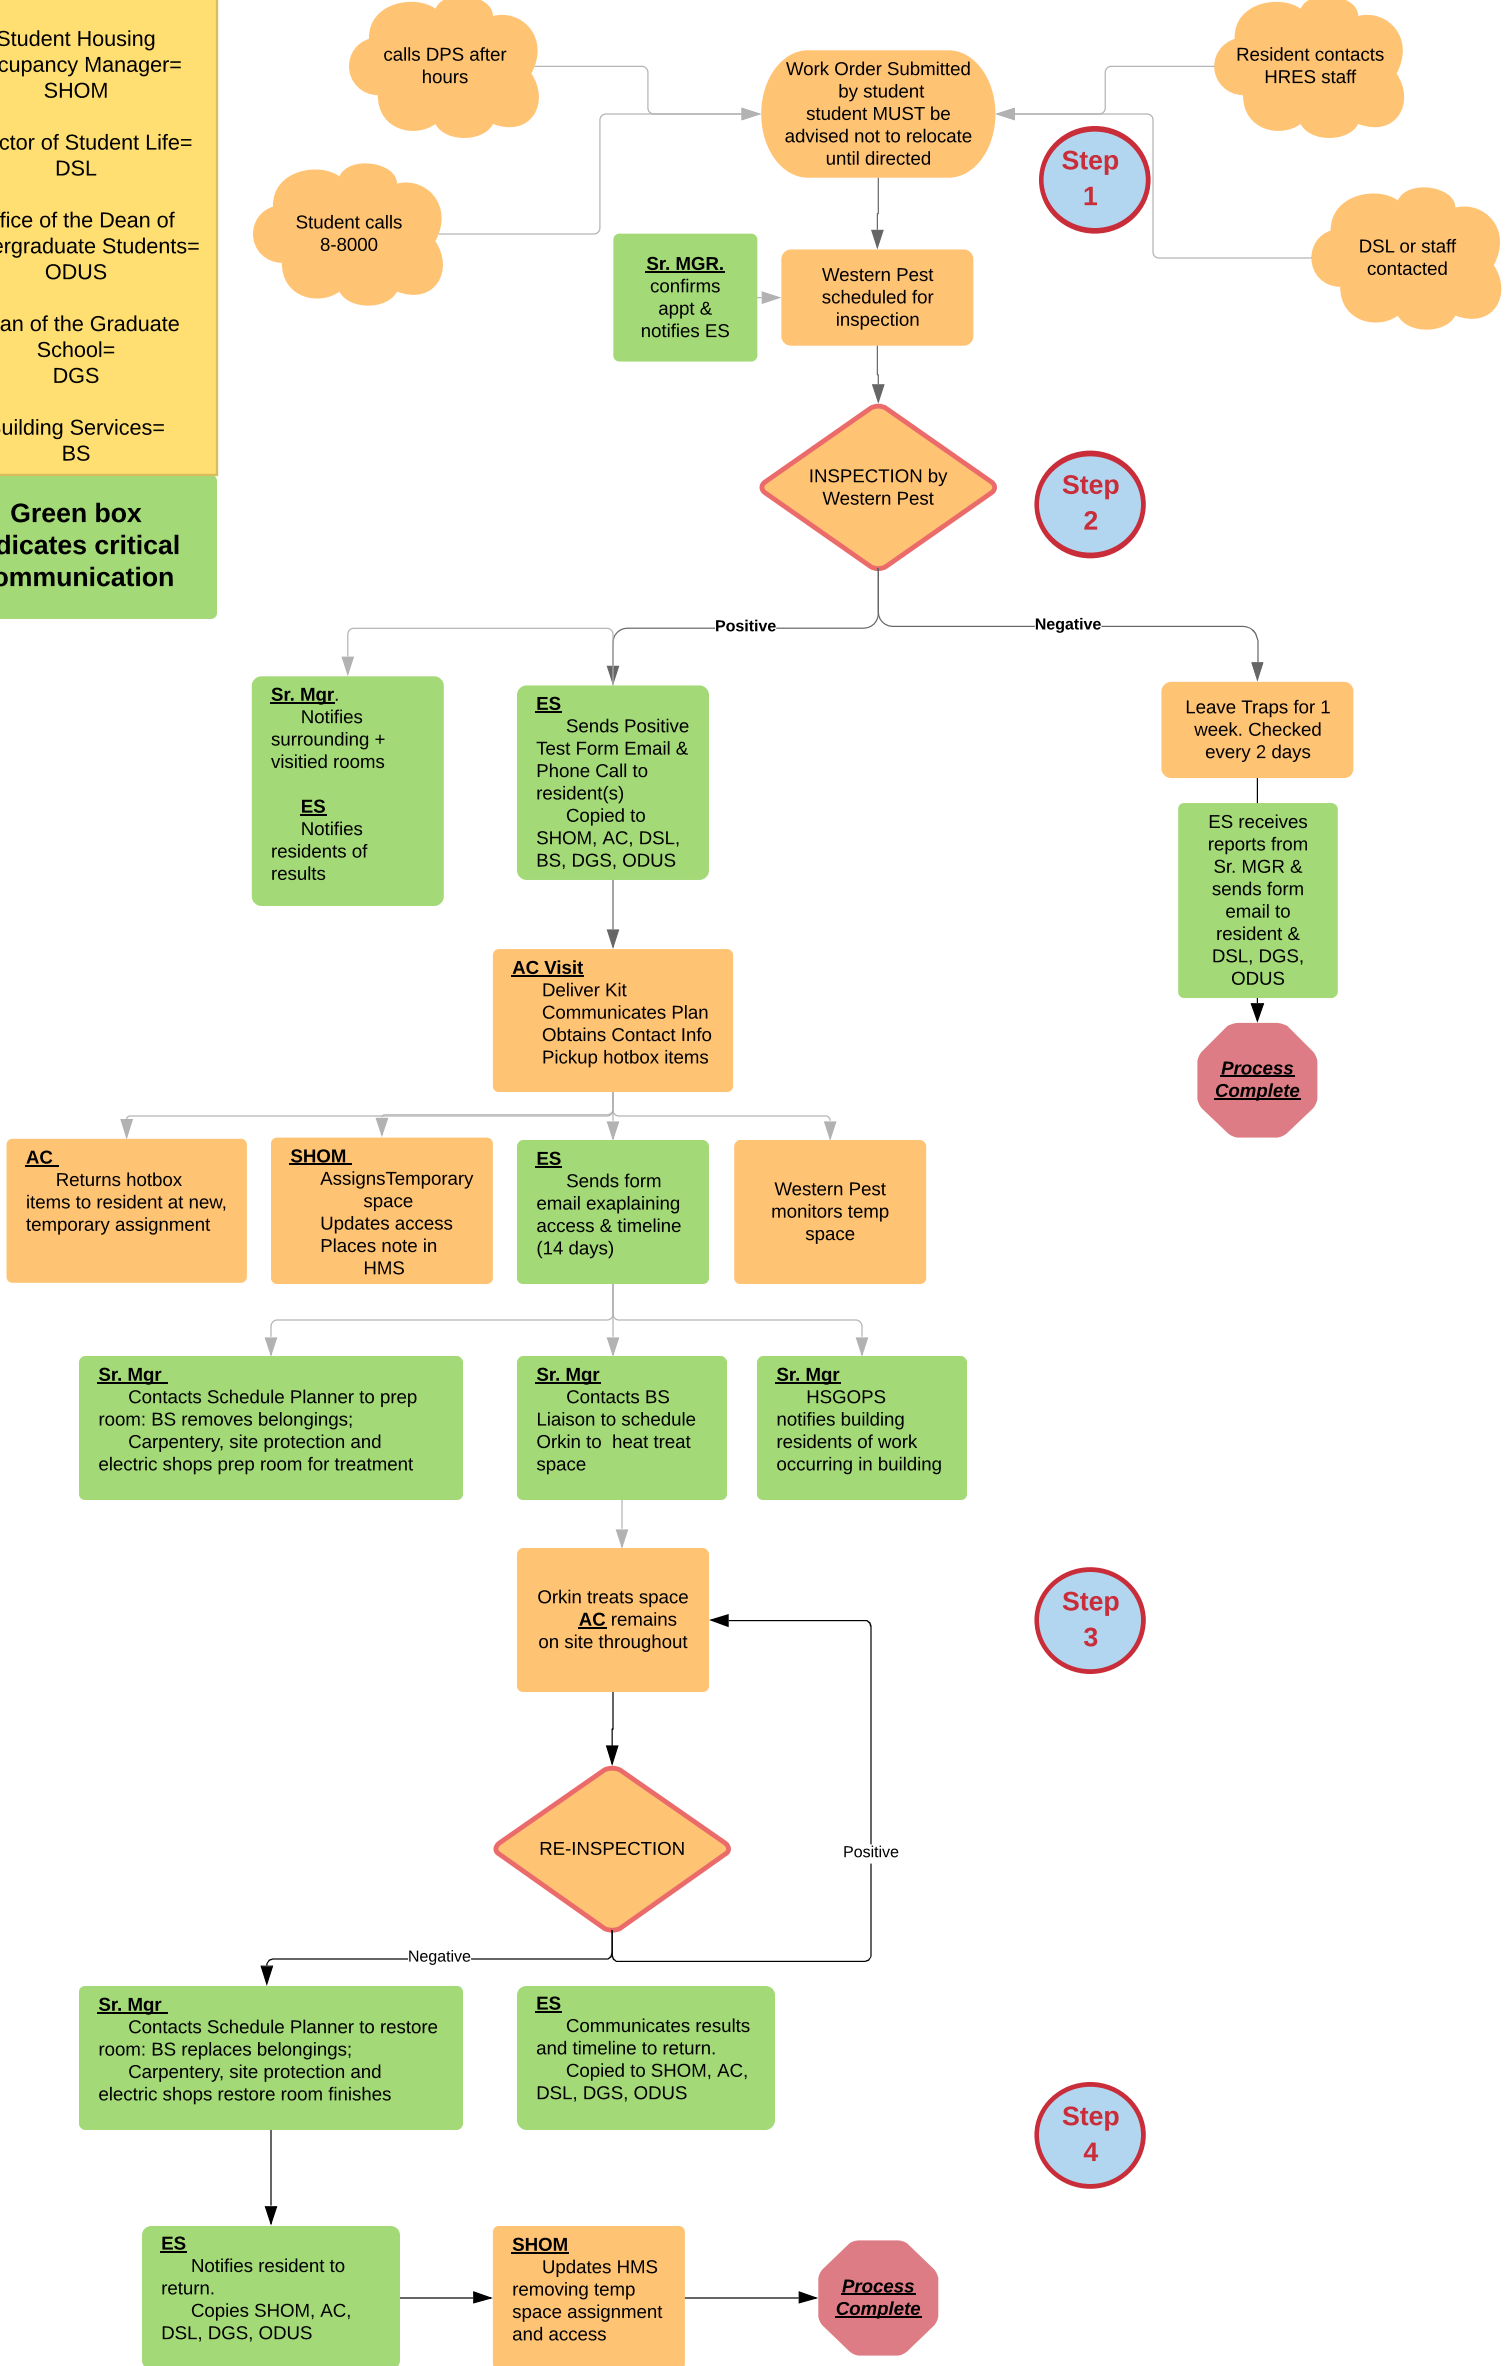 Student Housing
cupancy Manager=
SHOM
ctor of Student Life=
DSL
fice of the Dean of
ergraduate Students=
ODUS
an of the Graduate
School=
DGS
uilding Services=
BS
Green box
dicates critical
ommunication
calls DPS after
hours
Student calls
8-8000
Work Order Submitted
by student
student MUST be
advised not to relocate
until directed
Resident contacts
HRES staff
DSL or staff
contacted
Step
1
Sr. MGR.
confirms
appt &
notifies ES
Western Pest
scheduled for
inspection
INSPECTION by
Western Pest
Step
2
Positive
Negative
Sr. Mgr.
Notifies
surrounding +
visitied rooms
ES
Notifies
residents of
results
ES
Sends Positive
Test Form Email &
Phone Call to
resident(s)
Copied to
SHOM, AC, DSL,
BS, DGS, ODUS
Leave Traps for 1
week. Checked
every 2 days
ES receives
reports from
Sr. MGR &
sends form
email to
resident &
DSL, DGS,
ODUS
Process
Complete
AC Visit
Deliver Kit
Communicates Plan
Obtains Contact Info
Pickup hotbox items
AC
Returns hotbox
items to resident at new,
temporary assignment
SHOM
AssignsTemporary
space
Updates access
Places note in
HMS
ES
Sends form
email exaplaining
access & timeline
(14 days)
Western Pest
monitors temp
space
Sr. Mgr
Contacts Schedule Planner to prep
room: BS removes belongings;
Carpentery, site protection and
electric shops prep room for treatment
Sr. Mgr
Contacts BS
Liaison to schedule
Orkin to heat treat
space
Sr. Mgr
HSGOPS
notifies building
residents of work
occurring in building
Orkin treats space
AC remains
on site throughout
Step
3
RE-INSPECTION
Positive
Negative
Sr. Mgr
Contacts Schedule Planner to restore
room: BS replaces belongings;
Carpentery, site protection and
electric shops restore room finishes
ES
Communicates results
and timeline to return.
Copied to SHOM, AC,
DSL, DGS, ODUS
Step
4
ES
Notifies resident to
return.
Copies SHOM, AC,
DSL, DGS, ODUS
SHOM
Updates HMS
removing temp
space assignment
and access
Process
Complete